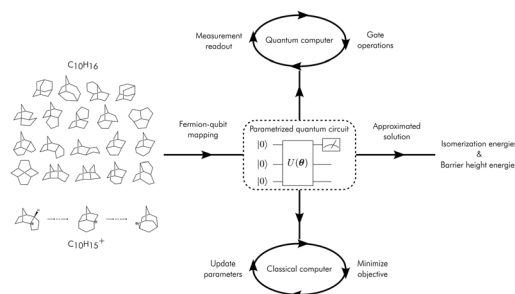 Measurement
readout
Quantum computer
Gate
operations
C10H16
Fermion-qubit
mapping
Parametrized quantum circuit
|0⟩
|0⟩
|0⟩
U(θ)
Approximated
solution
Isomerization energies
&
Barrier height energies
C10H15+
Update
parameters
Classical computer
Minimize
objective